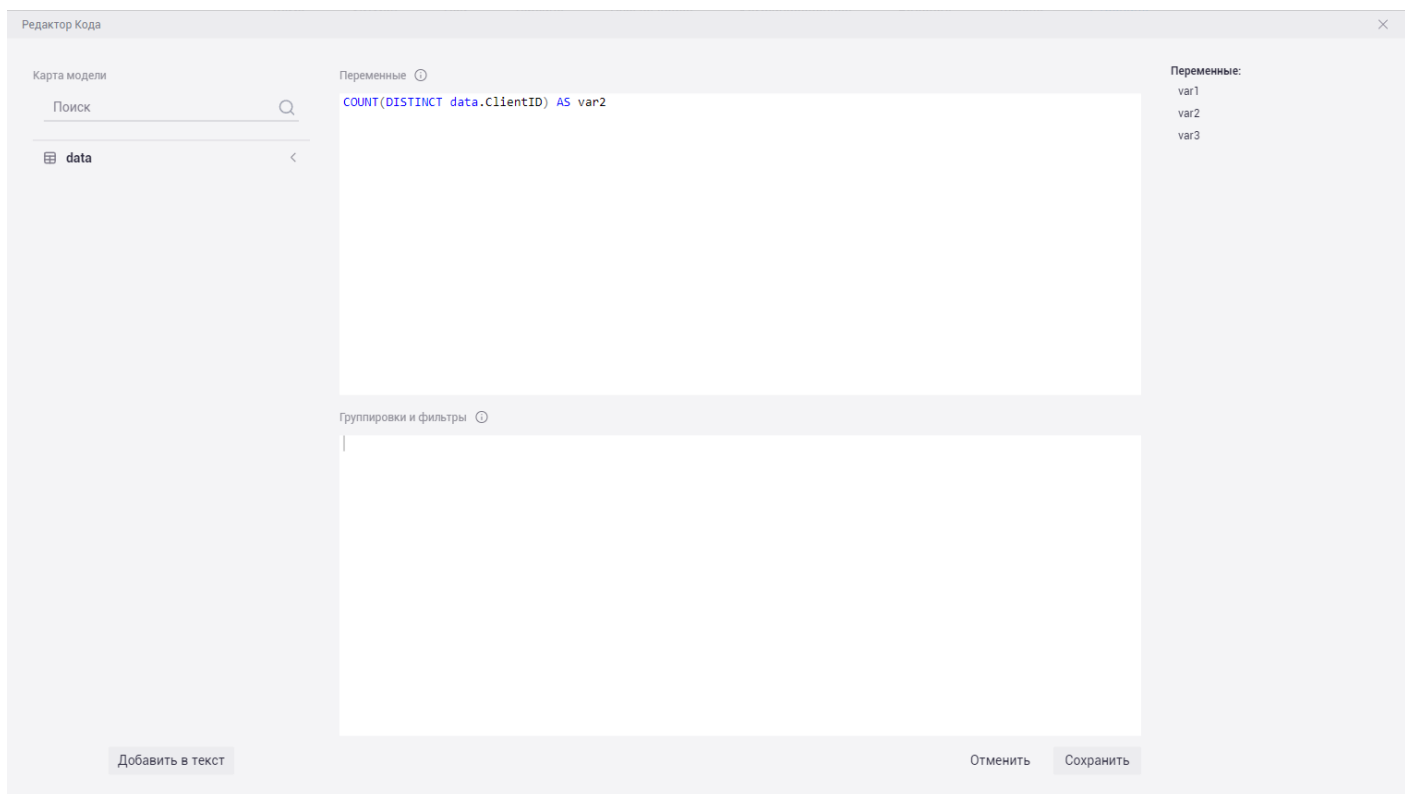 Редактор Кода
Карта модели
Поиск
data
Добавить в текст
Переменные
COUNT(DISTINCT data.ClientID) AS var2
Группировки и фильтры
Отменить
Сохранить
Переменные:
var1
var2
var3